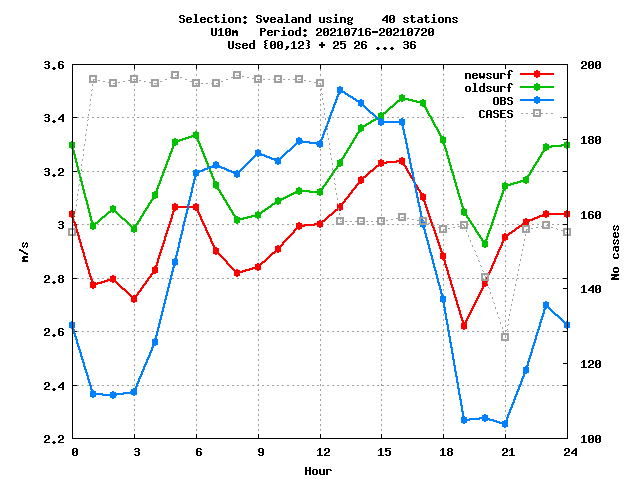 Selection: Svealand using    40 stations
U10m   Period: 20210716-20210720
Used {00,12} + 25 26 ... 36
newsurf
oldsurf
OBS
CASES
3.6
3.4
3.2
3
2.8
2.6
2.4
2.2
m/s
200
180
160
140
120
100
No cases
0 3 6 9 12 15 18 21 24
Hour